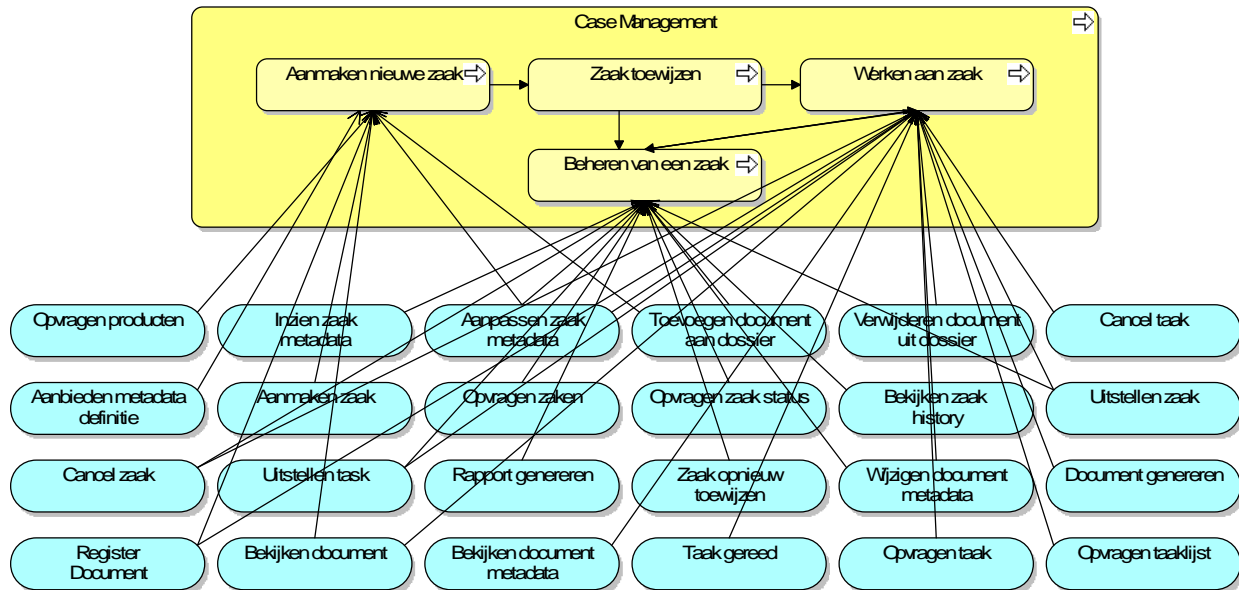 Case Management
Aanmaken nieuwe zaak
Zaak toewijzen
Werken aan zaak
Beheren van een zaak
Opvragen producten
Inzien zaak
metadata
Aanpassen zaak
metadata
Toevoegen document
aan dossier
Verwijderen document
uit dossier
Cancel taak
Aanbieden metadata
definitie
Aanmaken zaak
Opvragen zaken
Opvragen zaak status
Bekijken zaak
history
Uitstellen zaak
Cancel zaak
Uitstellen task
Rapport genereren
Zaak opnieuw
toewijzen
Wijzigen document
metadata
Document genereren
Register
Document
Bekijken document
Bekijken document
metadata
Taak gereed
Opvragen taak
Opvragen taaklijst